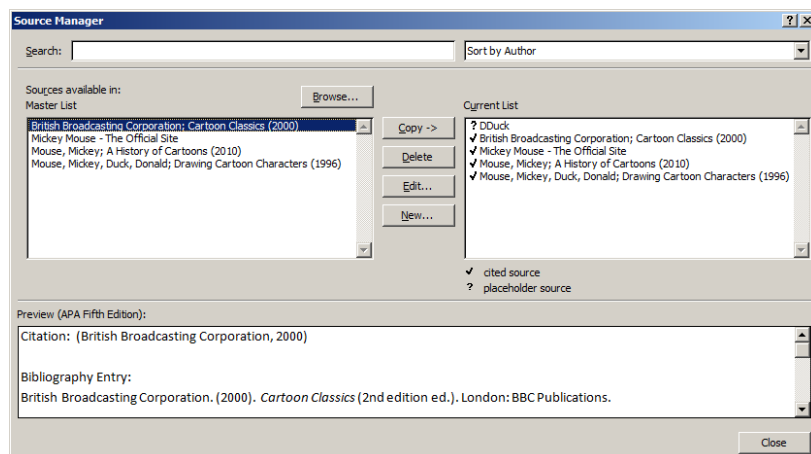 Source Manager
Search:
Sort by Author
Sources available in:
Master List
Browse...
Current List
British Broadcasting Corporation; Cartoon Classics (2000)
Mickey Mouse - The Official Site
Mouse, Mickey; A History of Cartoons (2010)
Mouse, Mickey, Duck, Donald; Drawing Cartoon Characters (1996)
Copy ->
Delete
Edit...
New...
? DDuck
✓ British Broadcasting Corporation; Cartoon Classics (2000)
✓ Mickey Mouse - The Official Site
✓ Mouse, Mickey; A History of Cartoons (2010)
✓ Mouse, Mickey, Duck, Donald; Drawing Cartoon Characters (1996)
✓ cited source
? placeholder source
Preview (APA Fifth Edition):
Citation: (British Broadcasting Corporation, 2000)
Bibliography Entry:
British Broadcasting Corporation. (2000). Cartoon Classics (2nd edition ed.). London: BBC Publications.
Close